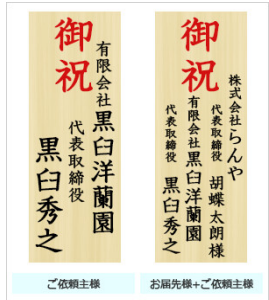 御祝
有限会社黒臼洋蘭園
代表取締役
黒臼秀之
ご依頼主様
御祝
株式会社らんや
代表取締役 胡蝶太朗様
有限会社黒臼洋蘭園
代表取締役 黒臼秀之
お届先様+ご依頼主様